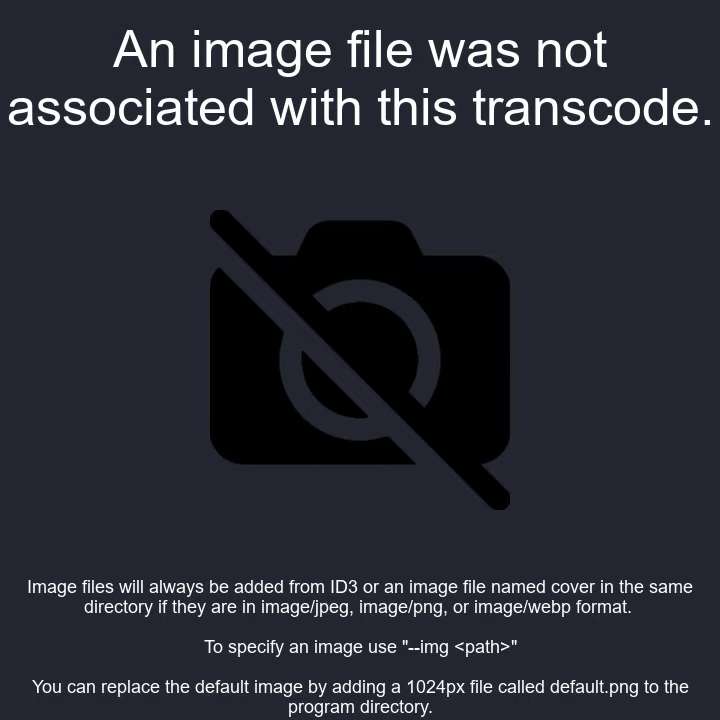 An image file was not
associated with this transcode.
Image files will always be added from ID3 or an image file named cover in the same
directory if they are in image/jpeg, image/png, or image/webp format.
To specify an image use "--img <path>"
You can replace the default image by adding a 1024px file called default.png to the
program directory.